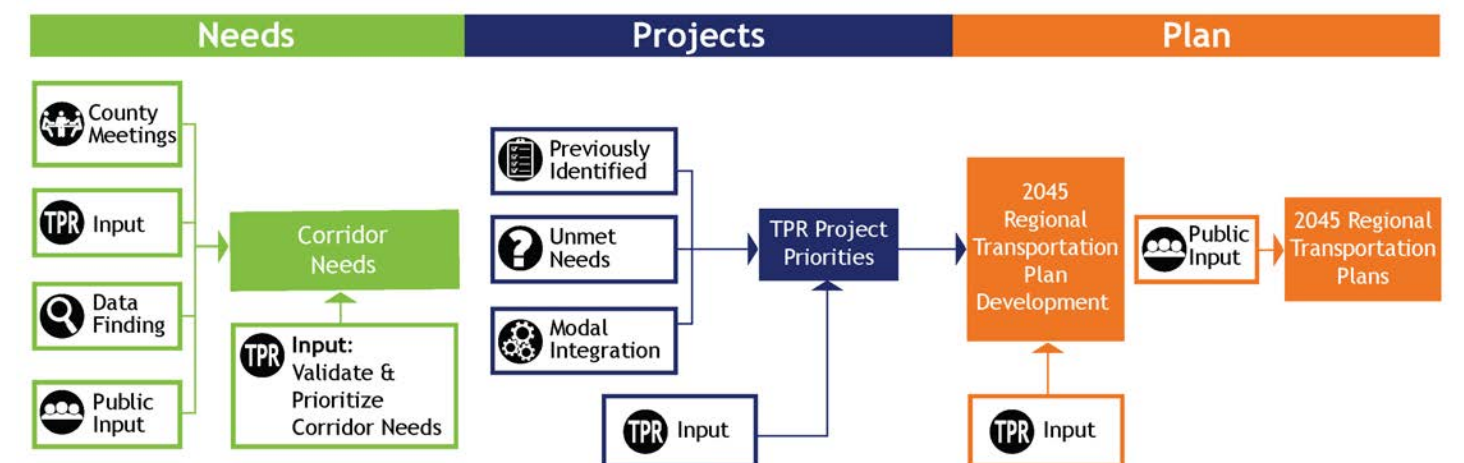 Needs
Projects
Plan
County
Meetings
TPR Input
Data
Finding
Public
Input
Corridor
Needs
TPR Input:
Validate &
Prioritize
Corridor Needs
Previously
Identified
Unmet
Needs
Modal
Integration
TPR Input
TPR Project
Priorities
2045
Regional
Transportation
Plan
Development
TPR Input
Public
Input
2045 Regional
Transportation
Plans